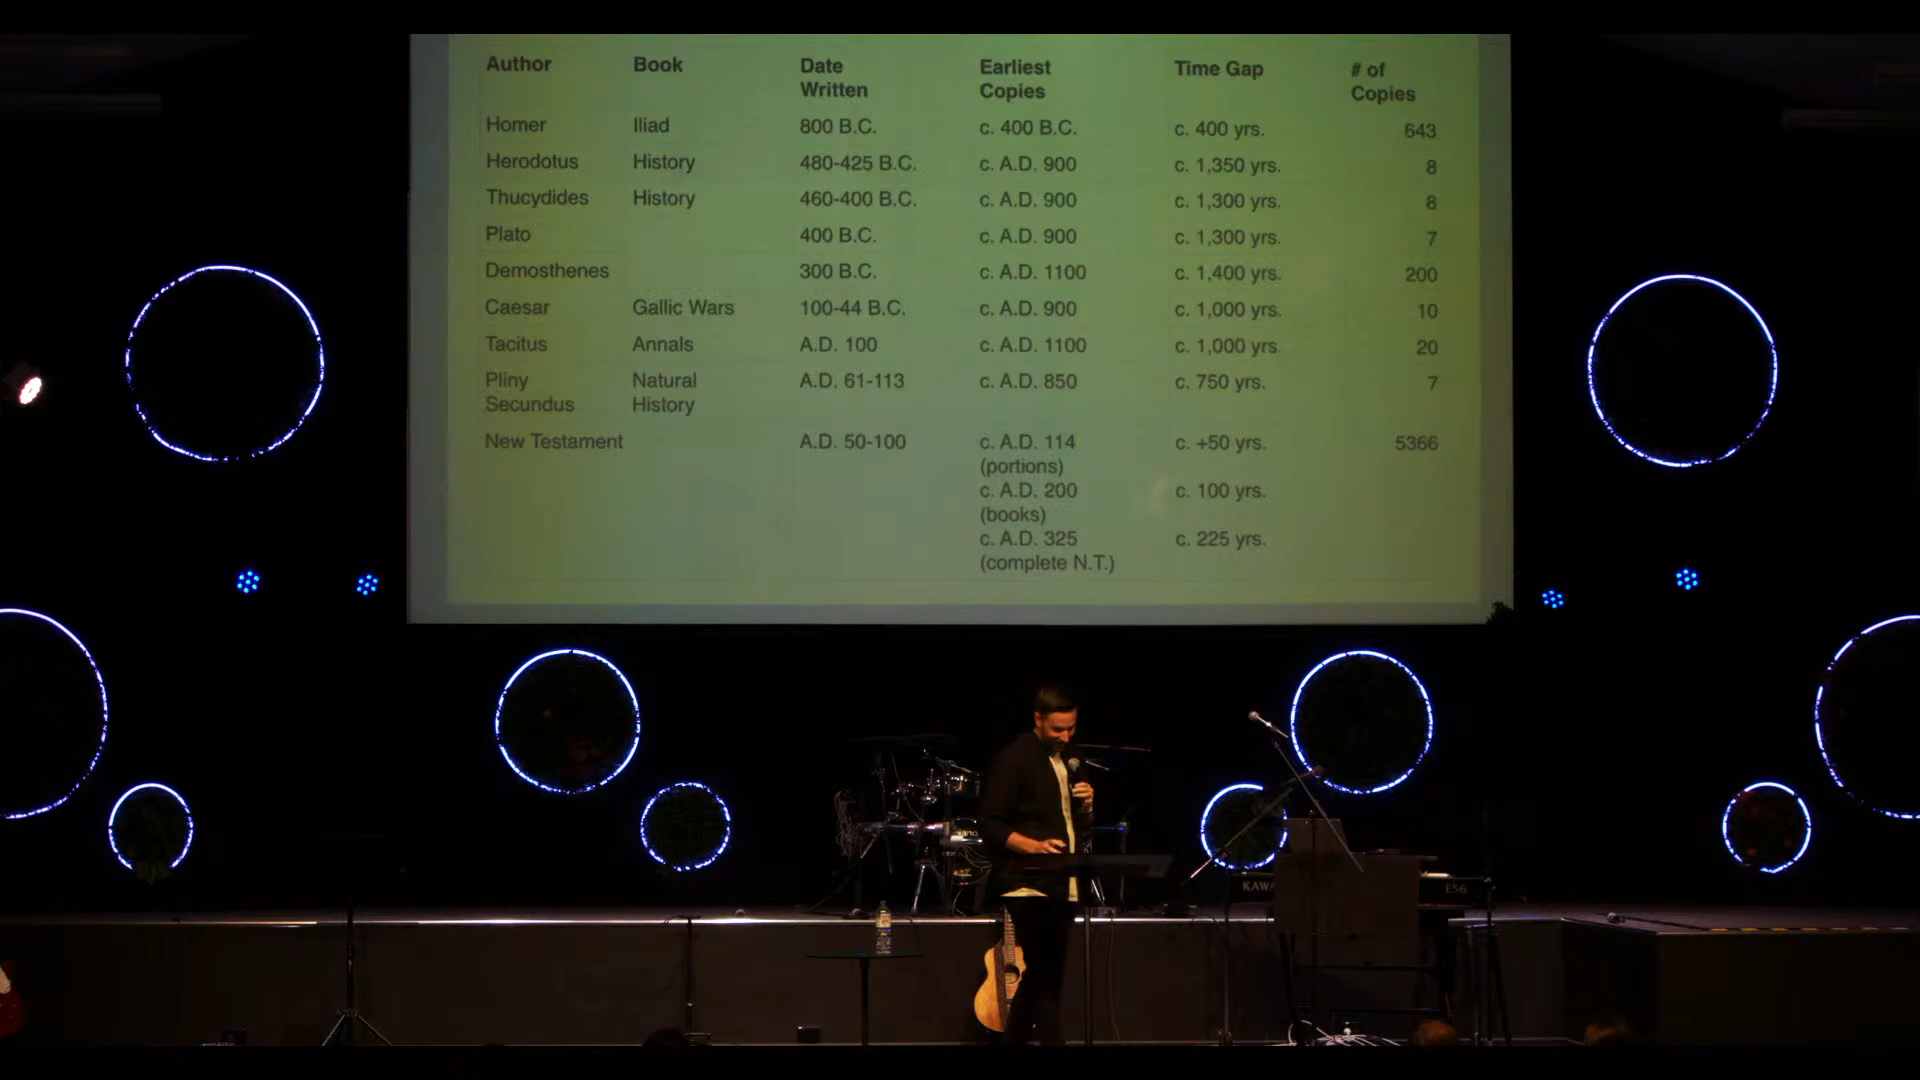 Author Book Date Written Earliest Copies Time Gap # of Copies
Homer Iliad 800 B.C. c. 400 B.C. c. 400 yrs. 643
Herodotus History 480-425 B.C. c. A.D. 900 c. 1,350 yrs. 8
Thucydides History 460-400 B.C. c. A.D. 900 c. 1,300 yrs. 8
Plato 400 B.C. c. A.D. 900 c. 1,300 yrs. 7
Demosthenes 300 B.C. c. A.D. 1100 c. 1,400 yrs. 200
Caesar Gallic Wars 100-44 B.C. c. A.D. 900 c. 1,000 yrs. 10
Tacitus Annals A.D. 100 c. A.D. 1100 c. 1,000 yrs. 20
Pliny Secundus Natural History A.D. 61-113 c. A.D. 850 c. 750 yrs. 7
New Testament A.D. 50-100 c. A.D. 114 (portions) c. +50 yrs. 5366
c. A.D. 200 (books) c. 100 yrs.
c. A.D. 325 (complete N.T.) c. 225 yrs.
ES6